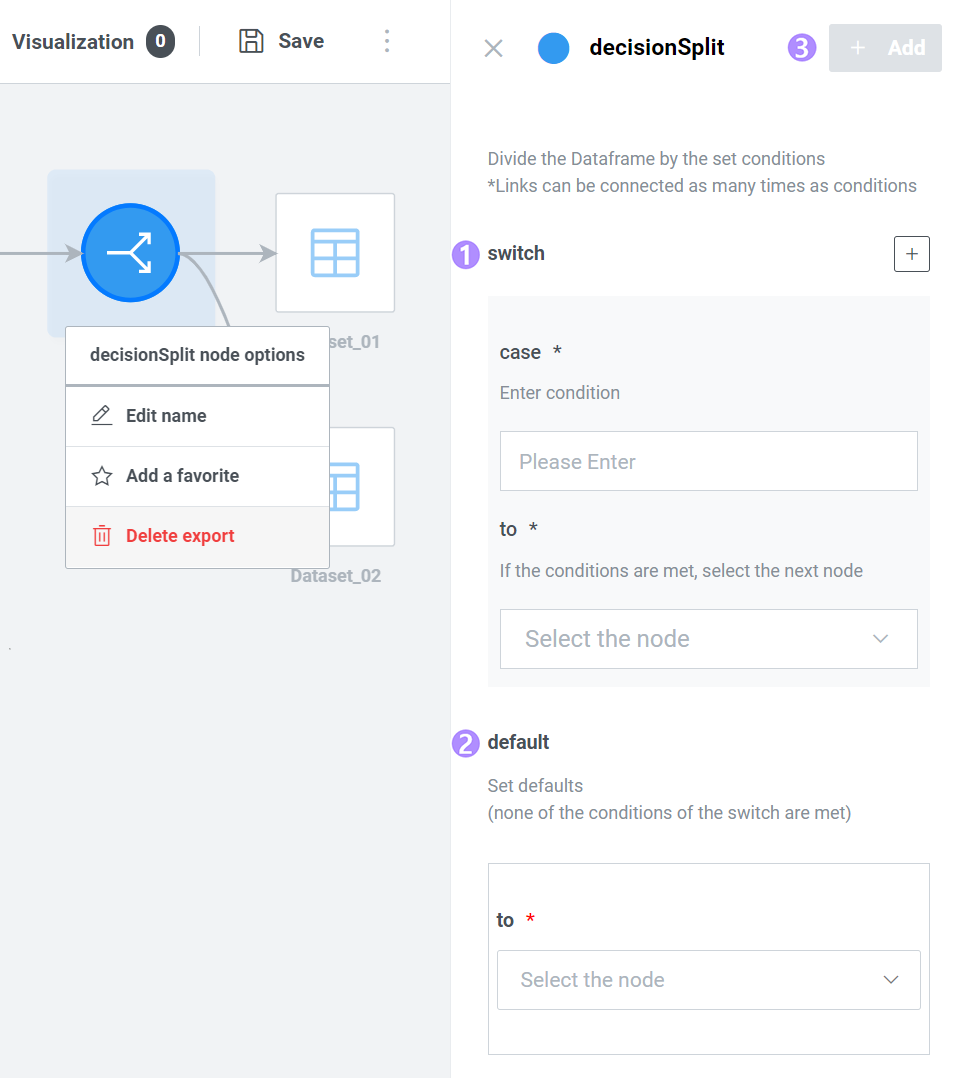 Visualization 0
Save
decisionSplit
3
+ Add
Divide the Dataframe by the set conditions
*Links can be connected as many times as conditions
1 switch
+
case *
Enter condition
Please Enter
to *
If the conditions are met, select the next node
Select the node
2 default
Set defaults
(none of the conditions of the switch are met)
to *
Select the node
set_01
decisionSplit node options
Edit name
Add a favorite
Delete export
Dataset_02